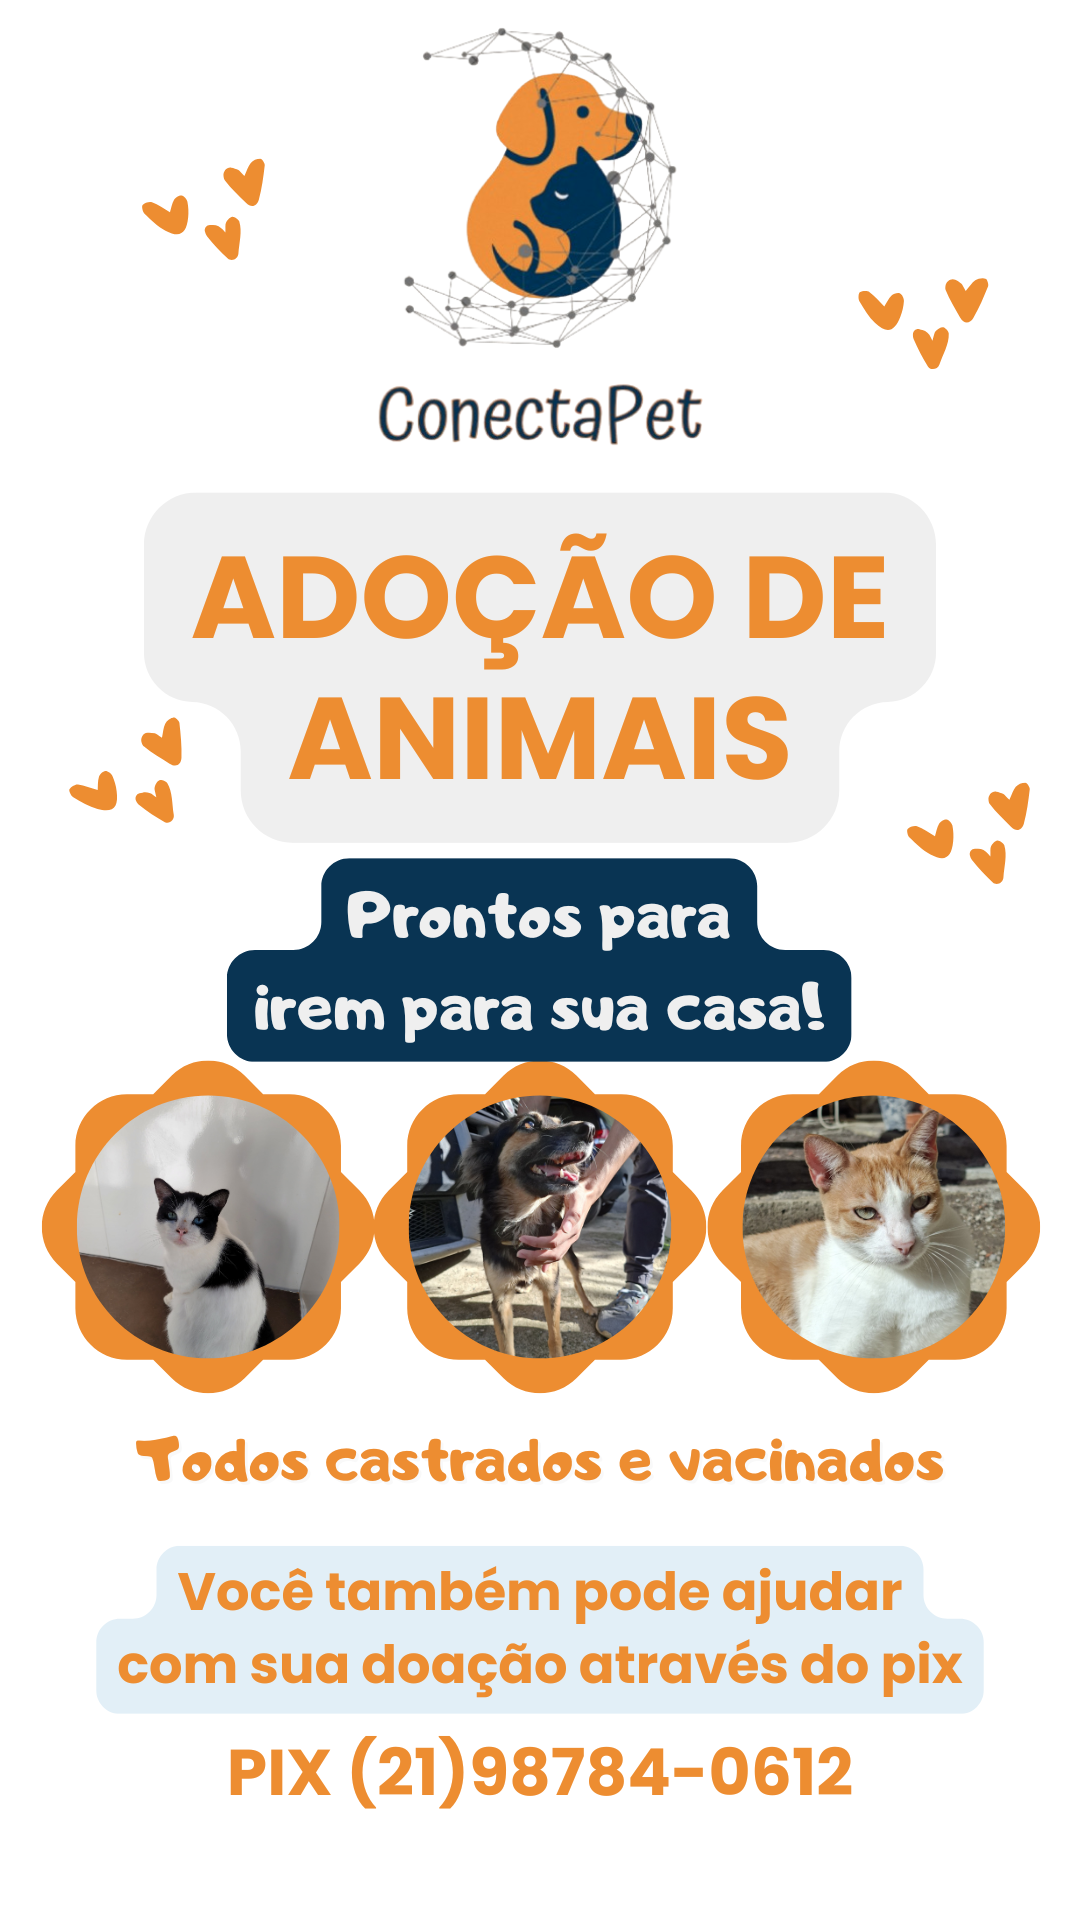 ConectaPet
ADOÇÃO DE
ANIMAIS
Prontos para
irem para sua casa!
Todos castrados e vacinados
Você também pode ajudar
com sua doação através do pix
PIX (21)98784-0612